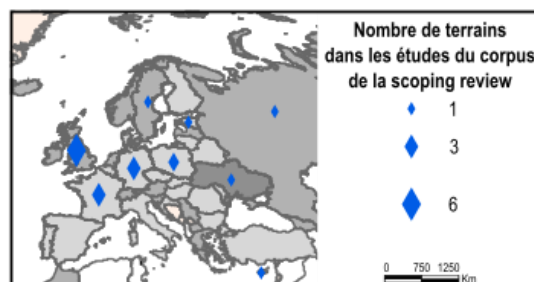 Nombre de terrains
dans les études du corpus
de la scoping review
1
3
6
0 750 1250
Km